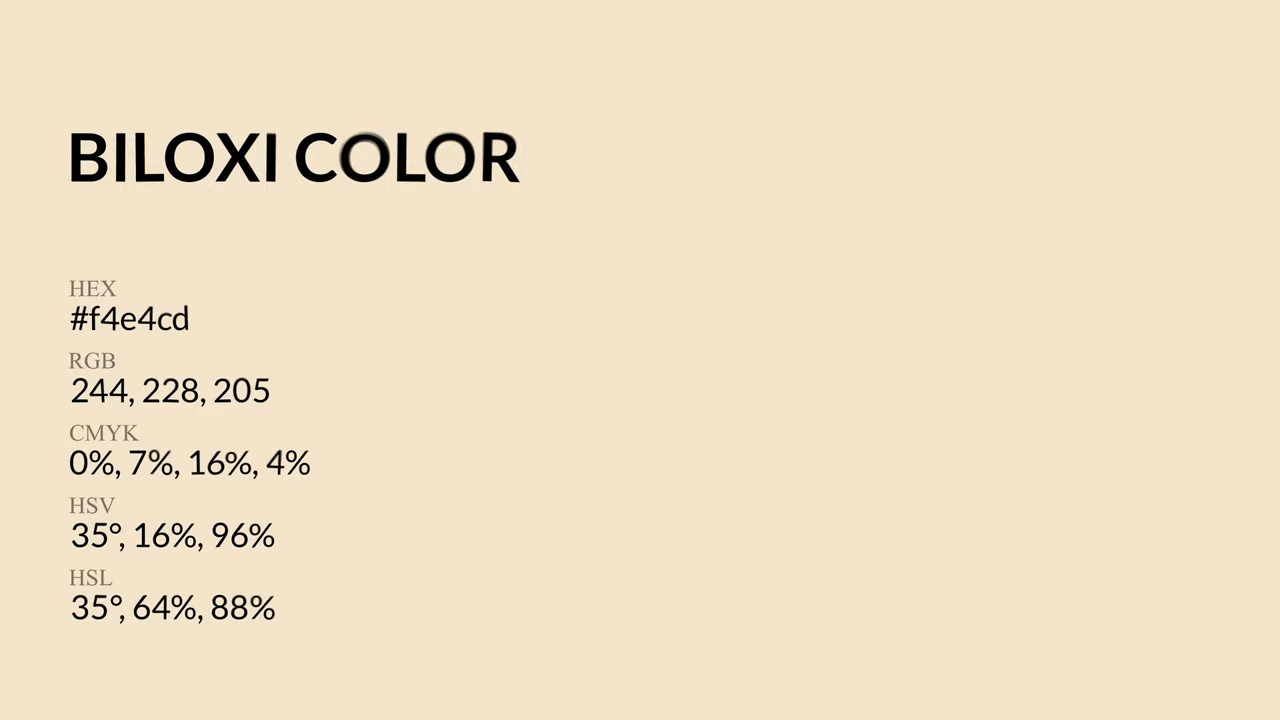 BILOXI COLOR
HEX
#f4e4cd
RGB
244, 228, 205
CMYK
0%, 7%, 16%, 4%
HSV
35°, 16%, 96%
HSL
35°, 64%, 88%